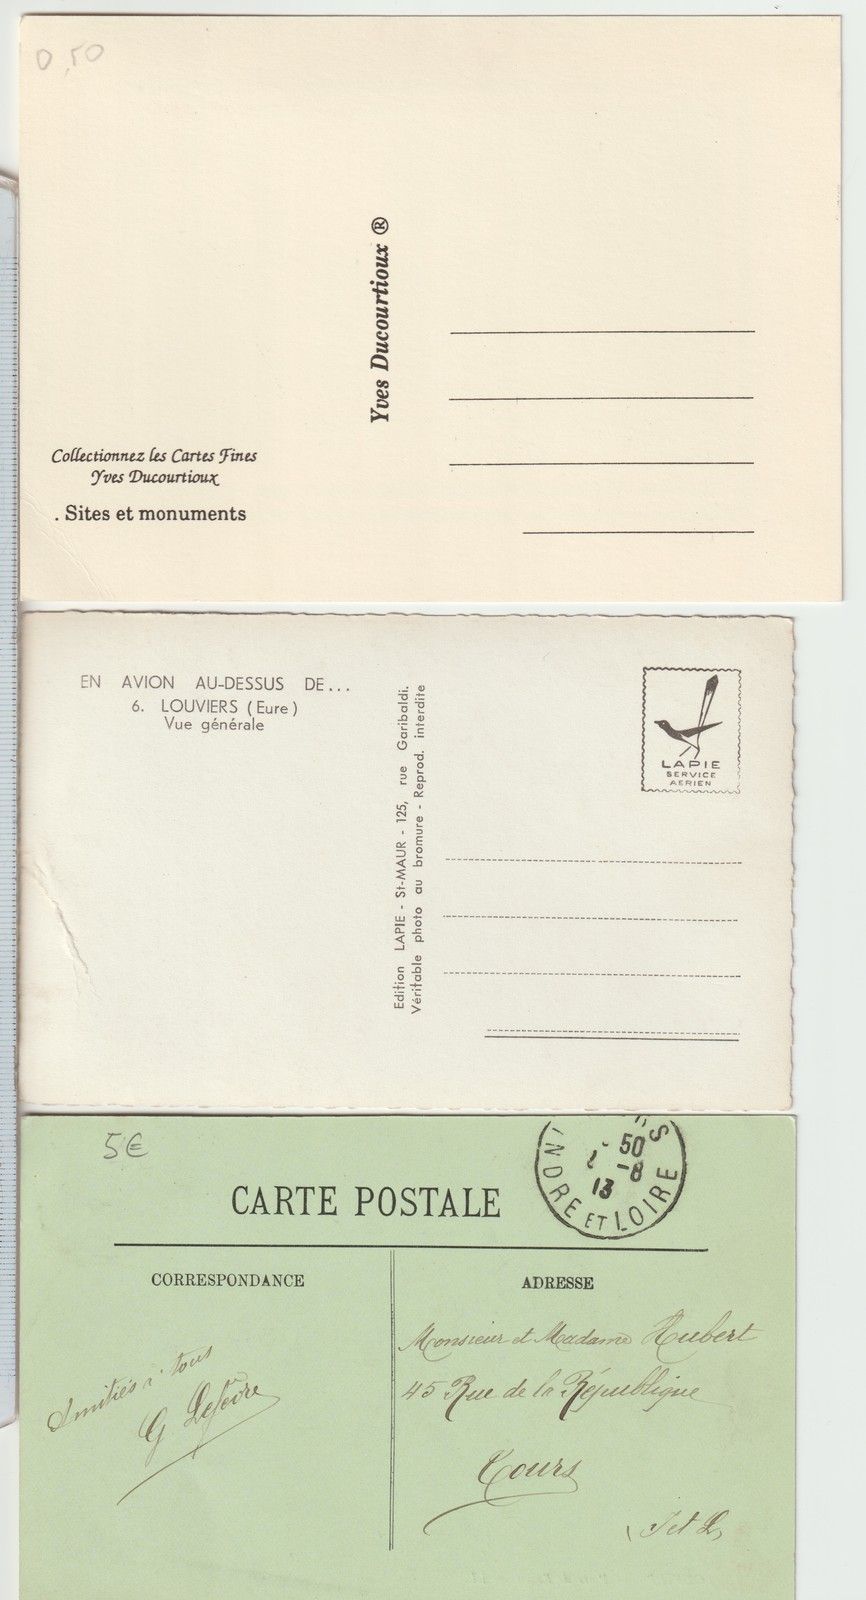 0,50
Yves Ducourtioux ®
Collectionnez les Cartes Fines
Yves Ducourtioux
. Sites et monuments
EN AVION AU-DESSUS DE...
6. LOUVIERS (Eure)
Vue générale
Edition LAPIE - St-MAUR - 125, rue Garibaldi.
Véritable photo au bromure - Reprod. interdite
LAPIE
SERVICE
AERIEN
5€
50
2 -8
13
INDRE ET LOIRE
CARTE POSTALE
CORRESPONDANCE
ADRESSE
Amitiés à tous
G Lefèvre
Monsieur et Madame Hubert
45 Rue de la République
Tours
I et L